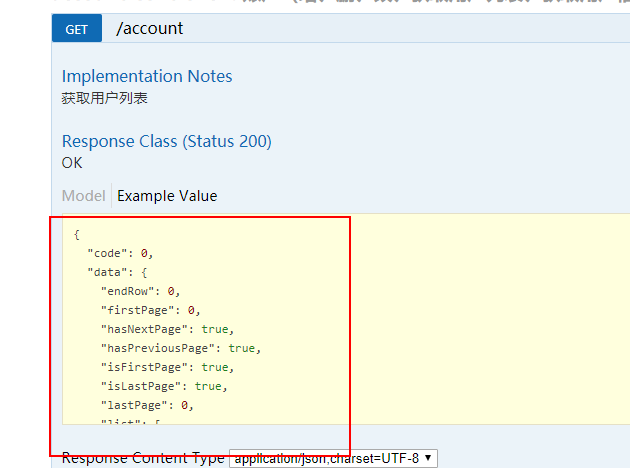 GET /account
Implementation Notes
获取用户列表
Response Class (Status 200)
OK
Model Example Value
{
"code": 0,
"data": {
"endRow": 0,
"firstPage": 0,
"hasNextPage": true,
"hasPreviousPage": true,
"isFirstPage": true,
"isLastPage": true,
"lastPage": 0,
"list": [
Response Content Type application/json;charset=UTF-8